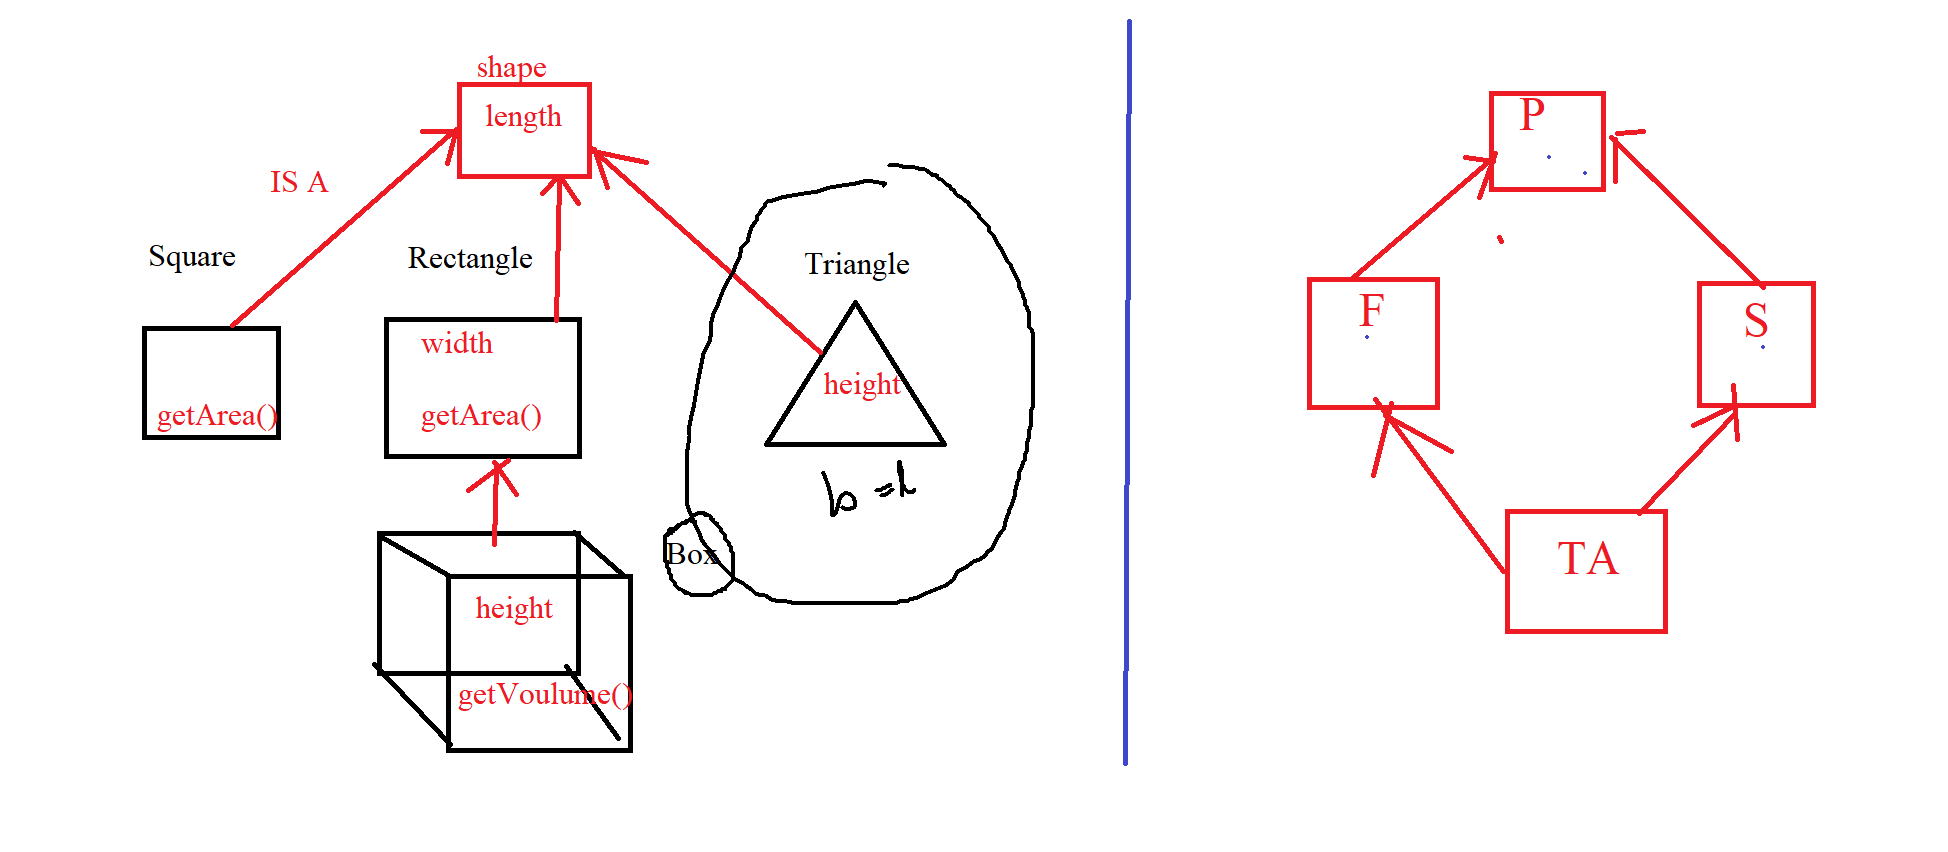 shape
length
IS A
Square
Rectangle
Triangle
width
height
getArea()
getArea()
b = l
Box
height
getVoulume()
P
F
S
TA